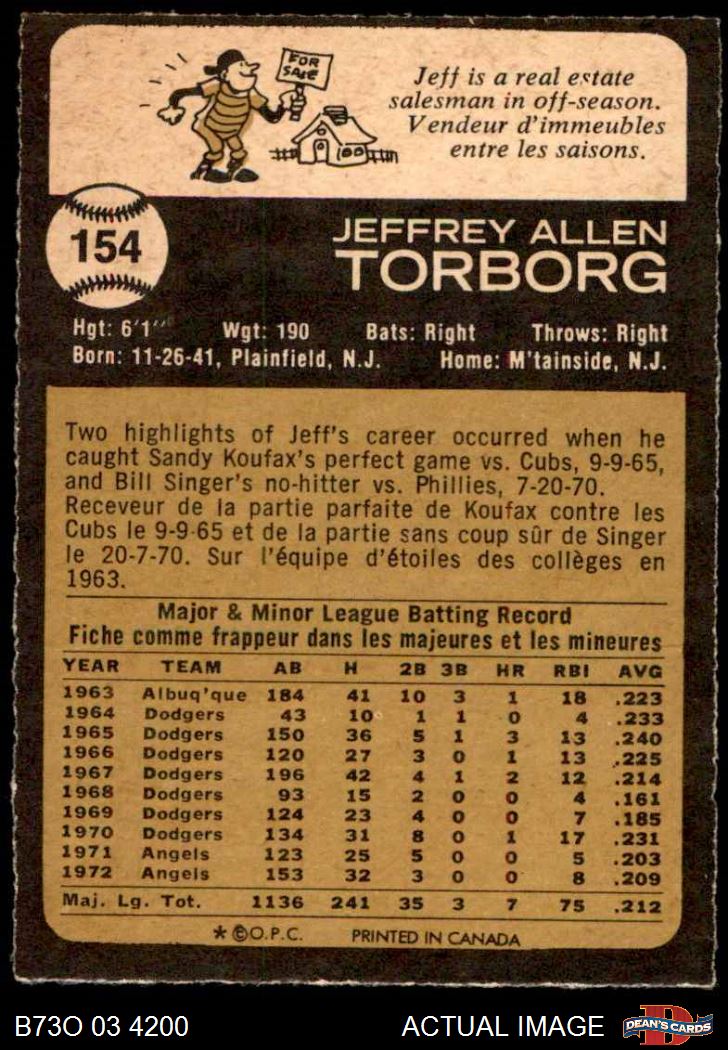 FOR
SALE
Jeff is a real estate
salesman in off-season.
Vendeur d'immeubles
entre les saisons.
154
JEFFREY ALLEN
TORBORG
Hgt: 6'1" Wgt: 190 Bats: Right Throws: Right
Born: 11-26-41, Plainfield, N.J. Home: M'tainside, N.J.
Two highlights of Jeff's career occurred when he
caught Sandy Koufax's perfect game vs. Cubs, 9-9-65,
and Bill Singer's no-hitter vs. Phillies, 7-20-70.
Receveur de la partie parfaite de Koufax contre les
Cubs le 9-9-65 et de la partie sans coup sûr de Singer
le 20-7-70. Sur l'équipe d'étoiles des collèges en
1963.
Major & Minor League Batting Record
Fiche comme frappeur dans les majeures et les mineures
YEAR TEAM AB H 2B 3B HR RBI AVG
1963 Albuq'que 184 41 10 3 1 18 .223
1964 Dodgers 43 10 1 1 0 4 .233
1965 Dodgers 150 36 5 1 3 13 .240
1966 Dodgers 120 27 3 0 1 13 .225
1967 Dodgers 196 42 4 1 2 12 .214
1968 Dodgers 93 15 2 0 0 4 .161
1969 Dodgers 124 23 4 0 0 7 .185
1970 Dodgers 134 31 8 0 1 17 .231
1971 Angels 123 25 5 0 0 5 .203
1972 Angels 153 32 3 0 0 8 .209
Maj. Lg. Tot. 1136 241 35 3 7 75 .212
* © O.P.C. PRINTED IN CANADA
B73O 03 4200 ACTUAL IMAGE D DEAN'S CARDS